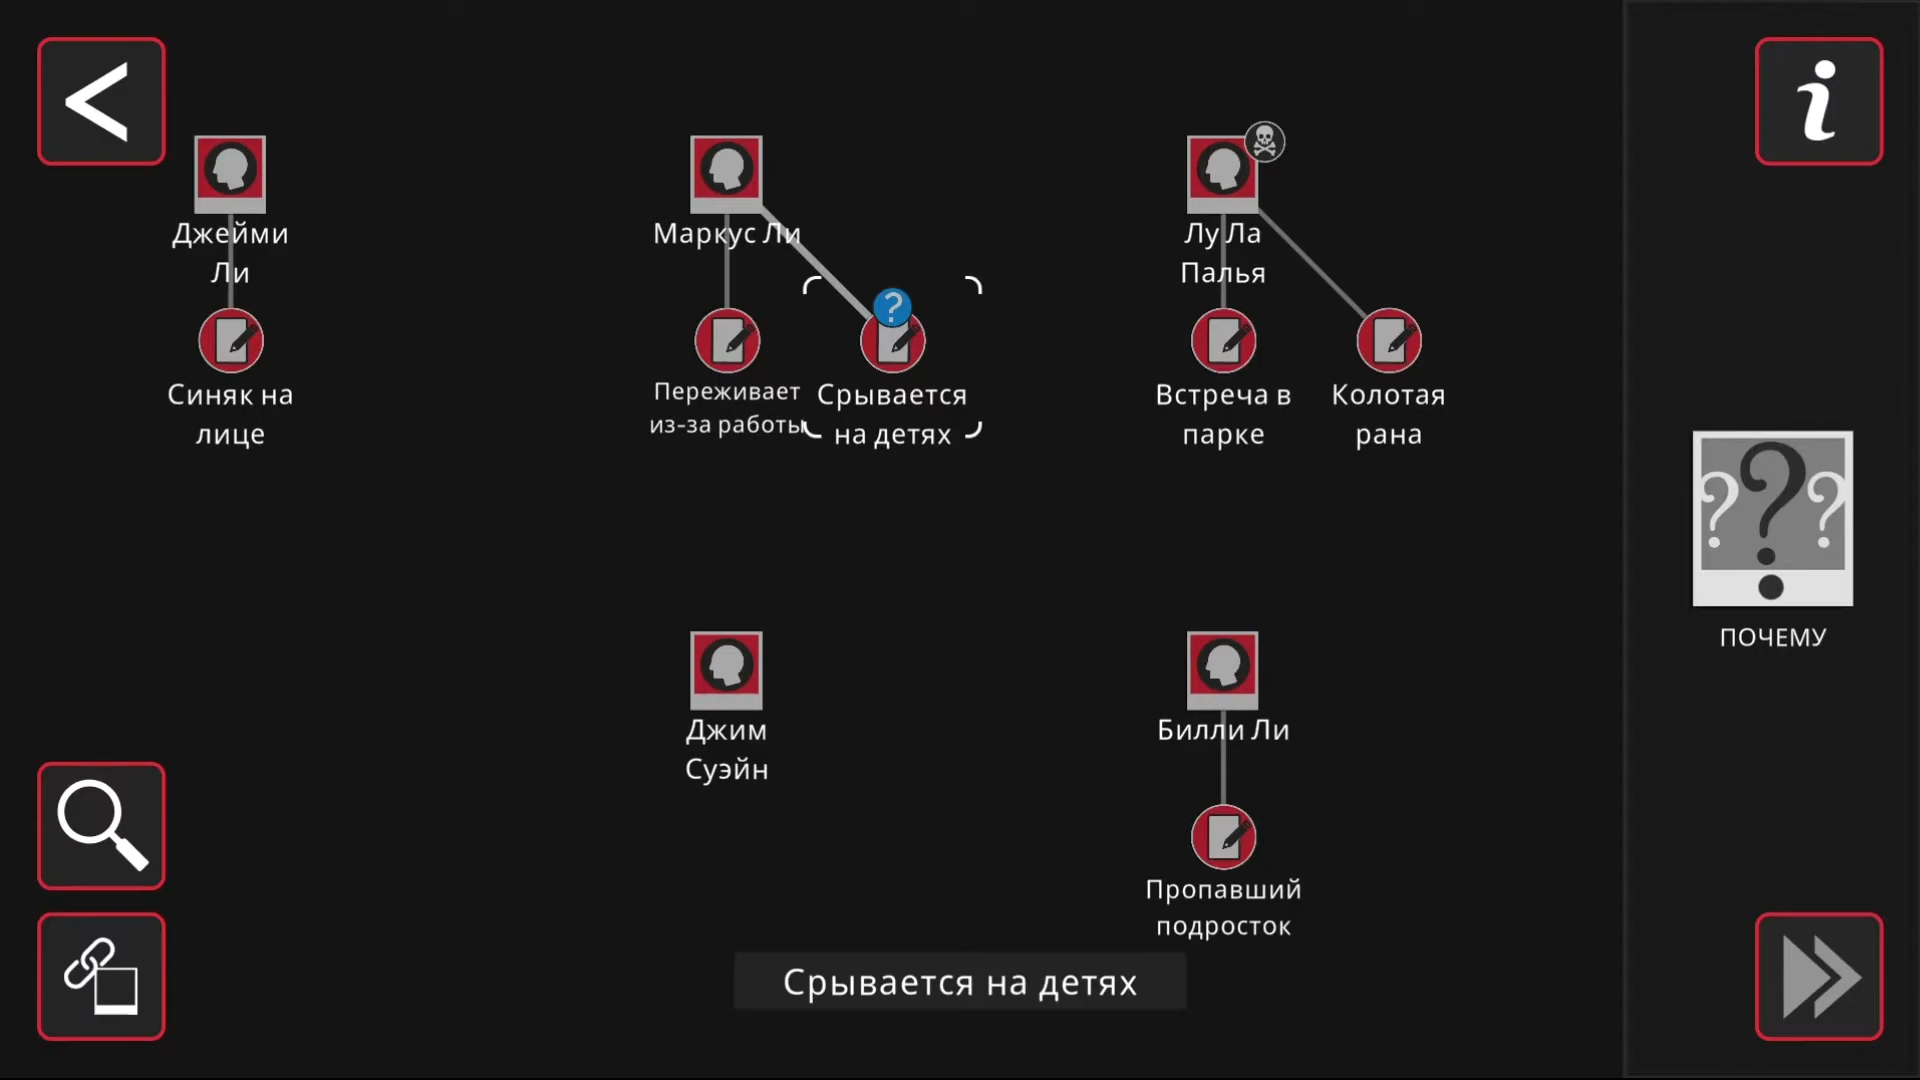 Джейми
Ли
Маркус Ли
Лу Ла
Палья
Синяк на
лице
Переживает
из-за работы
Срывается
на детях
Встреча в
парке
Колотая
рана
ПОЧЕМУ
Джим
Суэйн
Билли Ли
Пропавший
подросток
Срывается на детях